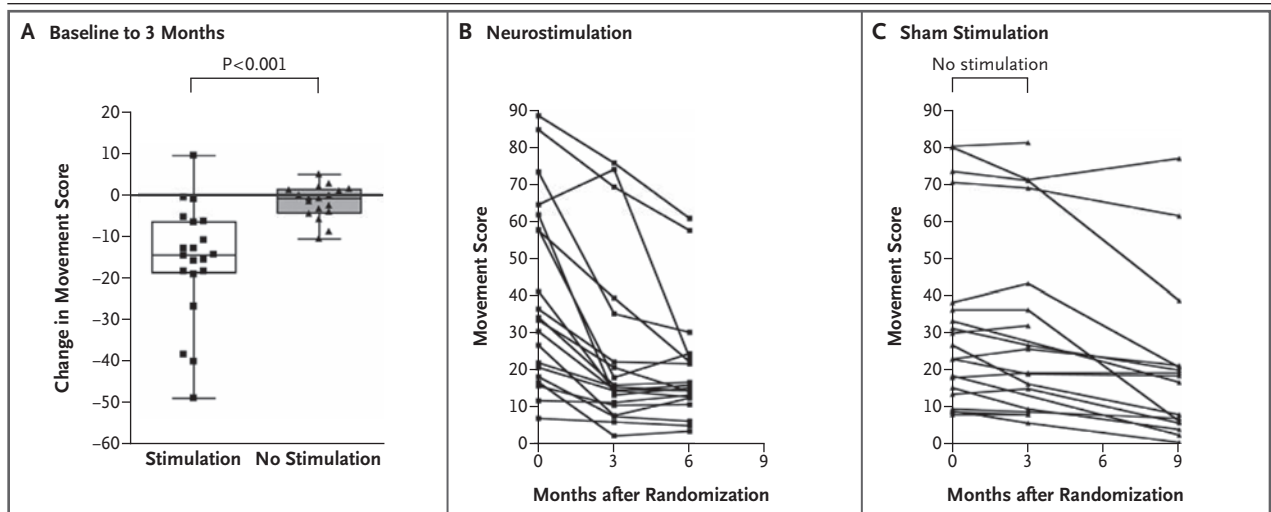 A Baseline to 3 Months
P<0.001
Change in Movement Score
20
10
0
–10
–20
–30
–40
–50
–60
Stimulation No Stimulation
B Neurostimulation
Movement Score
90
80
70
60
50
40
30
20
10
0
0 3 6 9
Months after Randomization
C Sham Stimulation
No stimulation
Movement Score
90
80
70
60
50
40
30
20
10
0
0 3 6 9
Months after Randomization